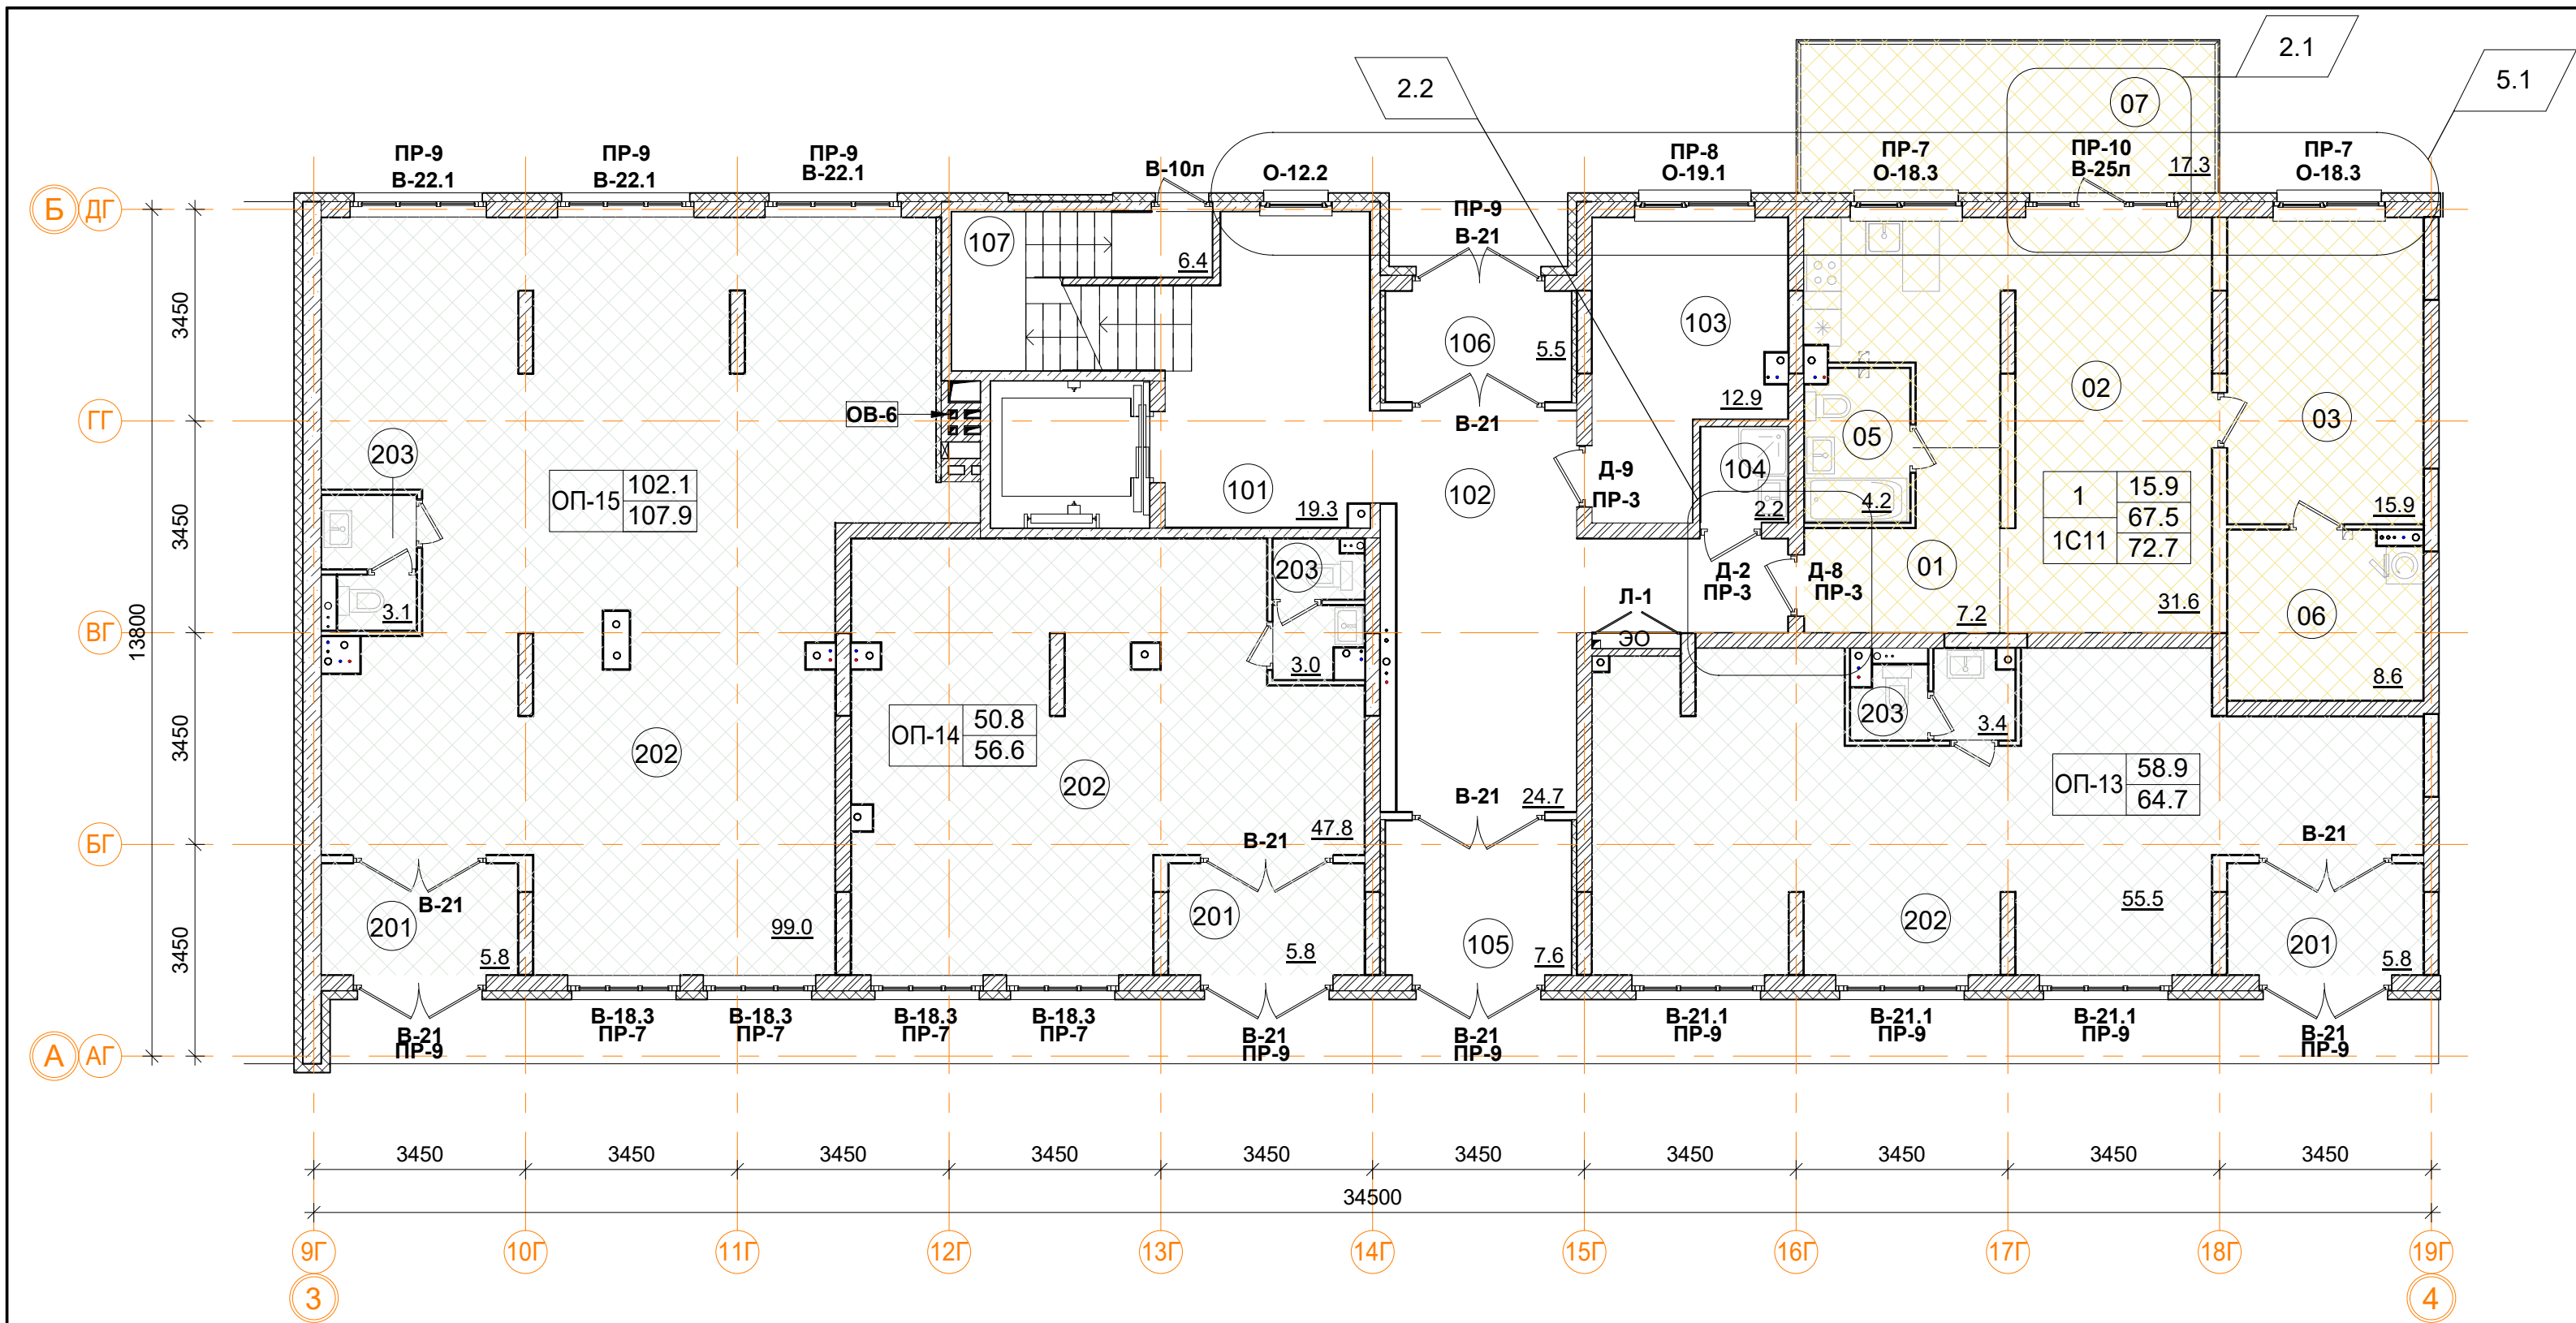 2.1
5.1
2.2
07
17.3
ПР-9
В-22.1
ПР-9
В-22.1
ПР-9
В-22.1
В-10л
О-12.2
ПР-8
О-19.1
ПР-7
О-18.3
ПР-10
В-25л
ПР-7
О-18.3
Б
ДГ
107
6.4
ПР-9
В-21
106
5.5
В-21
103
12.9
3450
ГГ
ОВ-6
02
03
05
4.2
203
ОП-15
102.1
107.9
101
19.3
102
Д-9
ПР-3
104
2.2
1
1С11
15.9
67.5
72.7
15.9
3450
203
01
7.2
31.6
Д-2
ПР-3
Д-8
ПР-3
Л-1
ЭО
06
8.6
3.1
ВГ
13800
3.0
203
3.4
3450
202
ОП-14
50.8
56.6
202
47.8
ОП-13
58.9
64.7
В-21
24.7
БГ
В-21
В-21
В-21
201
5.8
99.0
201
5.8
105
7.6
202
55.5
201
5.8
3450
А
АГ
В-21
ПР-9
В-18.3
ПР-7
В-18.3
ПР-7
В-18.3
ПР-7
В-18.3
ПР-7
В-21
ПР-9
В-21
ПР-9
В-21.1
ПР-9
В-21.1
ПР-9
В-21.1
ПР-9
В-21
ПР-9
3450 3450 3450 3450 3450 3450 3450 3450 3450 3450
34500
9Г 10Г 11Г 12Г 13Г 14Г 15Г 16Г 17Г 18Г 19Г
3 4